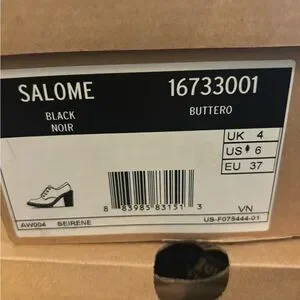 SALOME 16733001
BLACK BUTTERO
NOIR
UK 4
US 6
EU 37
8 83985 83151 3
AW004 SEIRENE US-F075444-01 VN